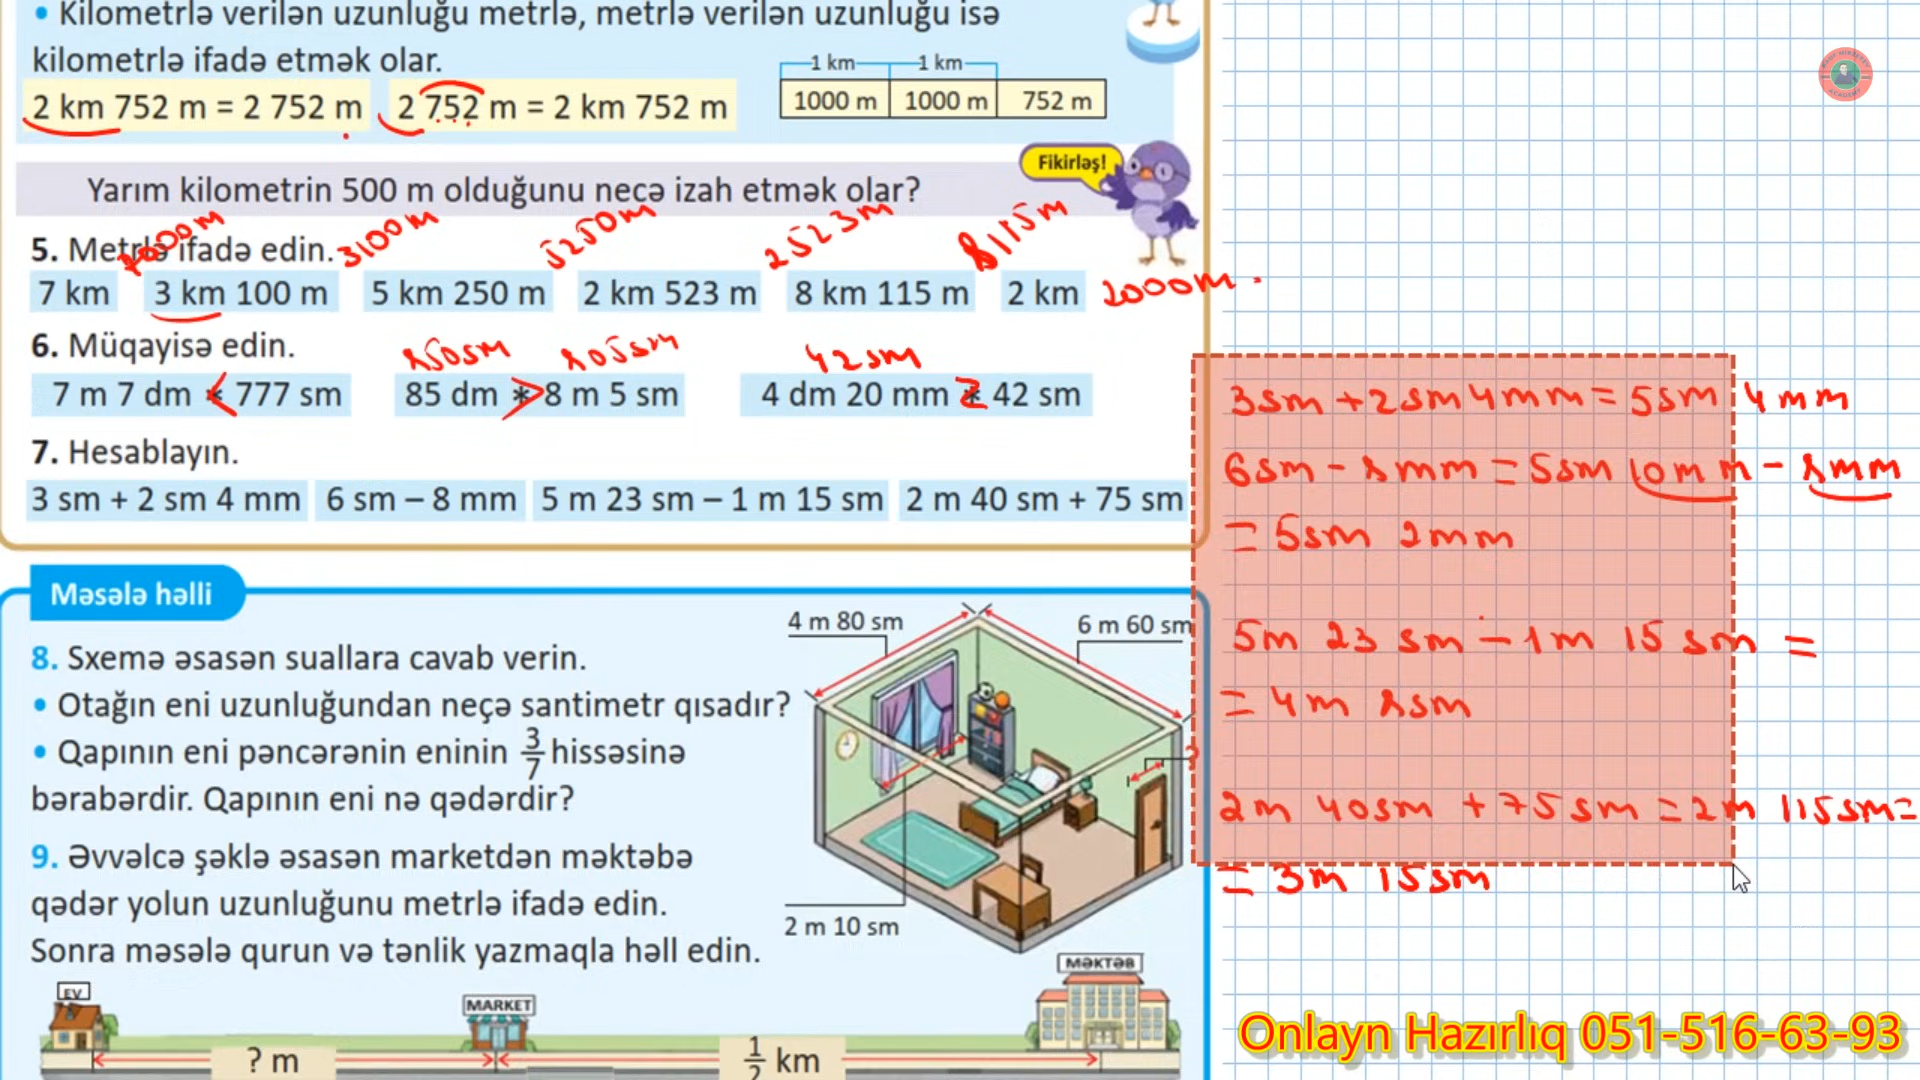 • Kilometrlə verilən uzunluğu metrlə, metrlə verilən uzunluğu isə
kilometrlə ifadə etmək olar.
2 km 752 m = 2 752 m
2 752 m = 2 km 752 m
1 km 1 km
1000 m 1000 m 752 m
Fikirləş!
Yarım kilometrin 500 m olduğunu necə izah etmək olar?
7000m 3100m 5250m 2523m 8115m
5. Metrlə ifadə edin.
7 km 3 km 100 m 5 km 250 m 2 km 523 m 8 km 115 m 2 km 2000m.
6. Müqayisə edin.
850sm 805sm 42sm
7 m 7 dm < 777 sm 85 dm * > 8 m 5 sm 4 dm 20 mm * = 42 sm
7. Hesablayın.
3 sm + 2 sm 4 mm 6 sm – 8 mm 5 m 23 sm – 1 m 15 sm 2 m 40 sm + 75 sm
3sm + 2sm 4mm = 5sm 4mm
6sm - 8mm = 5sm 10mm - 8mm
= 5sm 2mm
5m 23 sm - 1m 15 sm =
= 4m 8sm
2m 40sm + 75sm = 2m 115sm =
= 3m 15sm
Məsələ həlli
8. Sxemə əsasən suallara cavab verin.
• Otağın eni uzunluğundan neçə santimetr qısadır?
• Qapının eni pəncərənin eninin 3/7 hissəsinə
bərabərdir. Qapının eni nə qədərdir?
4 m 80 sm
6 m 60 sm
2 m 10 sm
9. Əvvəlcə şəklə əsasən marketdən məktəbə
qədər yolun uzunluğunu metrlə ifadə edin.
Sonra məsələ qurun və tənlik yazmaqla həll edin.
EV
MARKET
MƏKTƏB
? m
1/2 km
Onlayn Hazırlıq 051-516-63-93